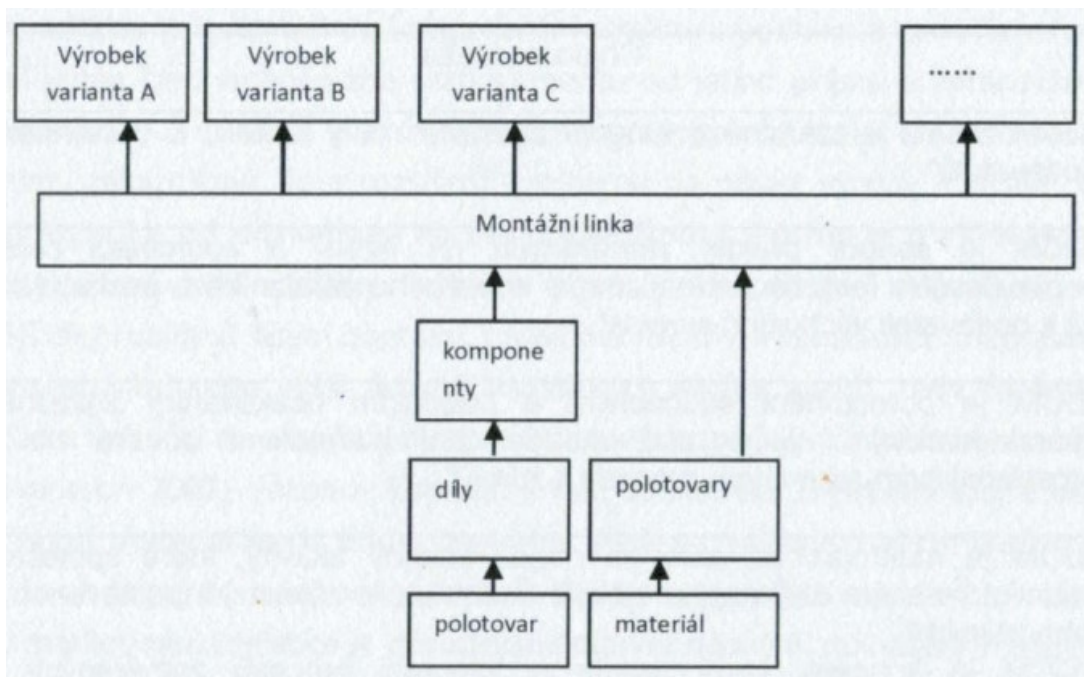 Výrobek
varianta A
Výrobek
varianta B
Výrobek
varianta C
......
Montážní linka
kompone
nty
díly
polotovary
polotovar
materiál